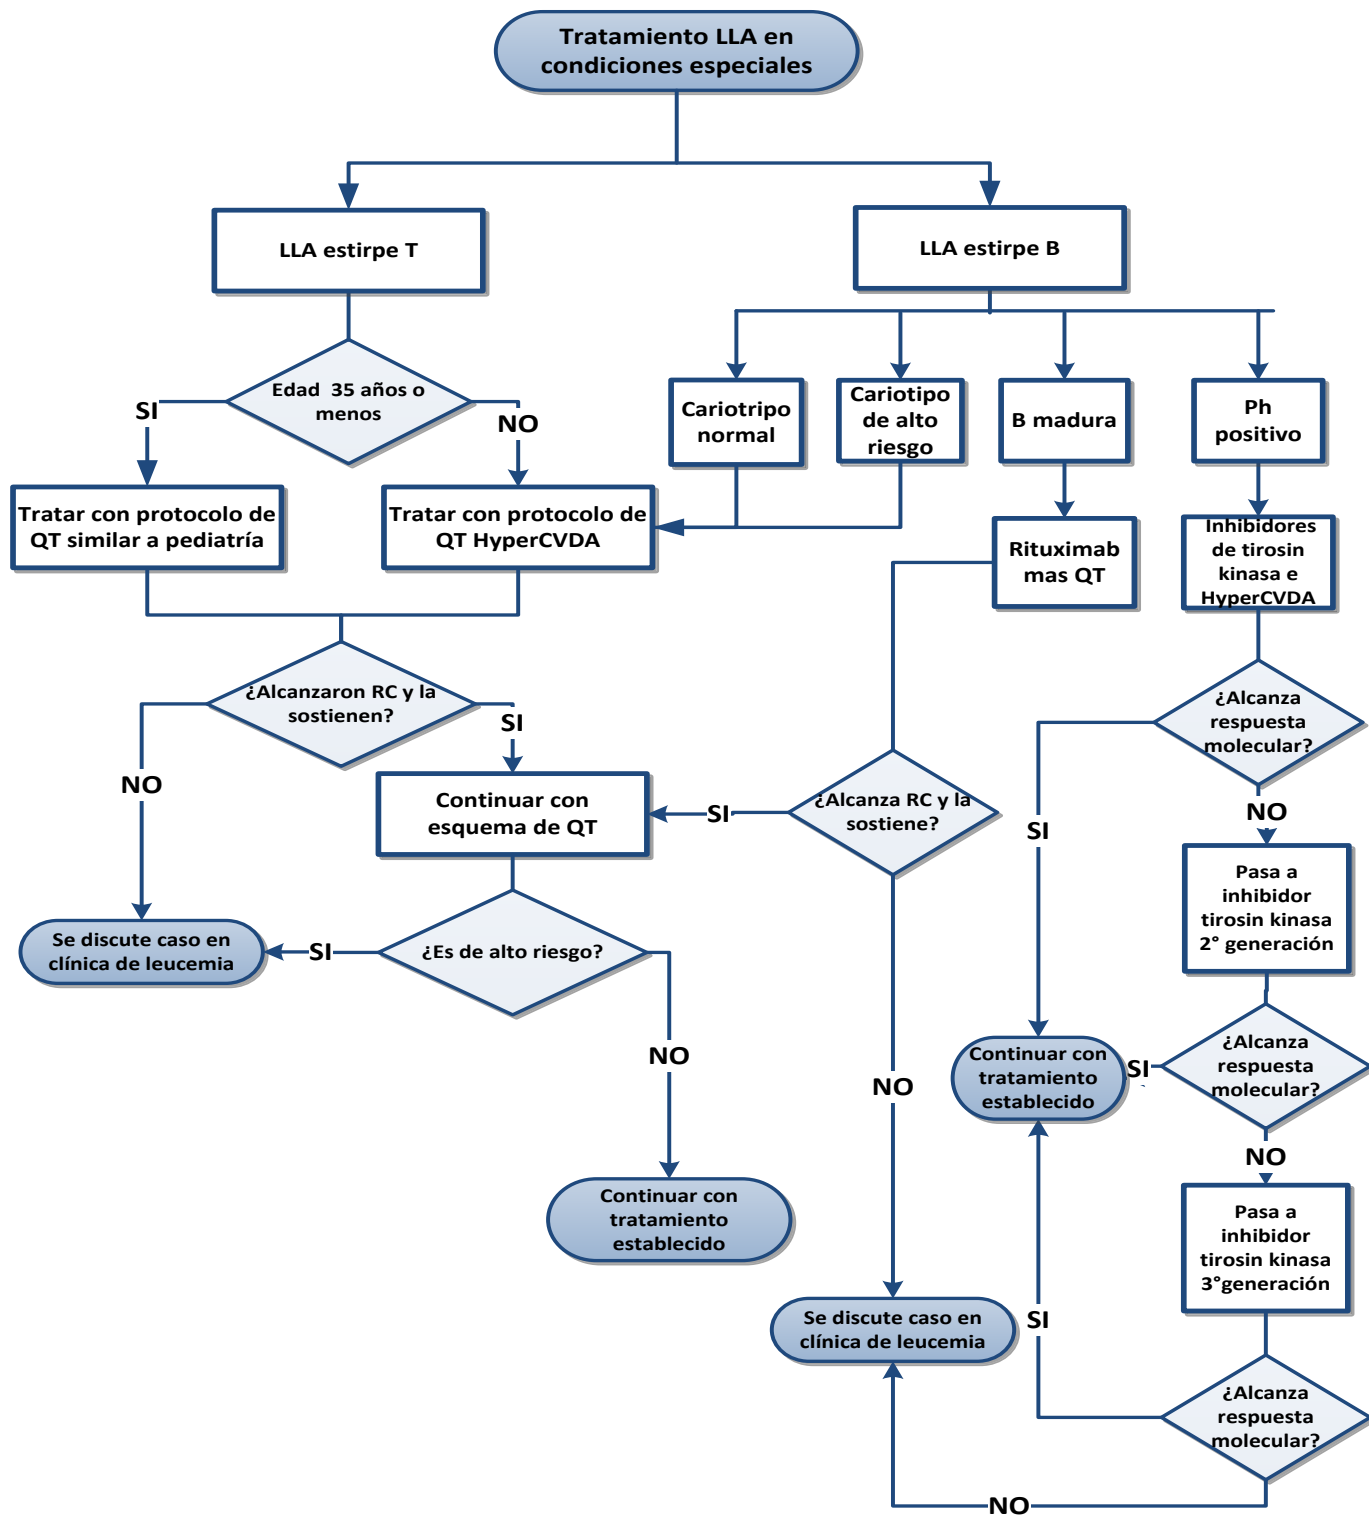 Tratamiento LLA en
condiciones especiales
LLA estirpe T
LLA estirpe B
Edad  35 años o
menos
SI
NO
Cariotripo
normal
Cariotipo
de alto
riesgo
B madura
Ph
positivo
Tratar con protocolo de
QT similar a pediatría
Tratar con protocolo de
QT HyperCVDA
Rituximab
mas QT
Inhibidores
de tirosin
kinasa e
HyperCVDA
¿Alcanzaron RC y la
sostienen?
SI
NO
¿Alcanza
respuesta
molecular?
SI
NO
Continuar con
esquema de QT
SI
¿Alcanza RC y la
sostiene?
NO
Pasa a
inhibidor
tirosin kinasa
2° generación
Se discute caso en
clínica de leucemia
SI
¿Es de alto riesgo?
NO
Continuar con
tratamiento
establecido
SI
¿Alcanza
respuesta
molecular?
NO
Continuar con
tratamiento
establecido
Pasa a
inhibidor
tirosin kinasa
3°generación
Se discute caso en
clínica de leucemia
SI
¿Alcanza
respuesta
molecular?
NO